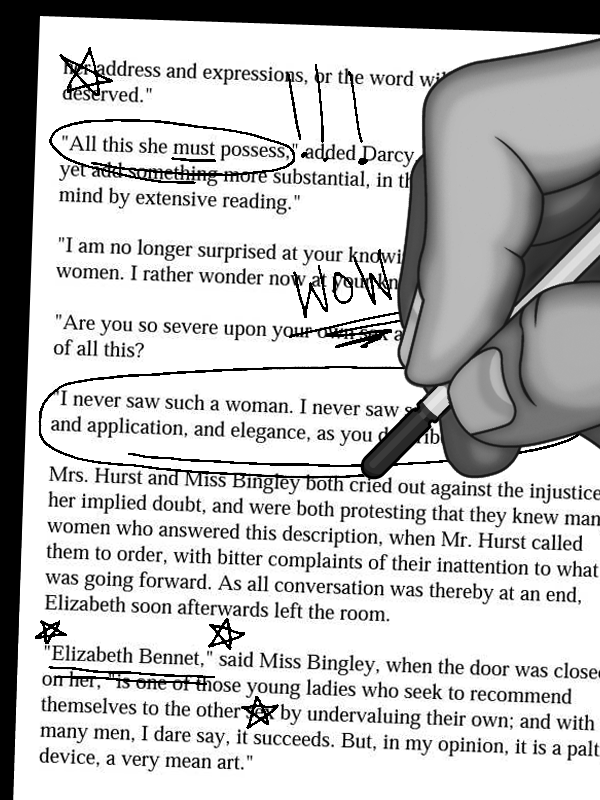 her address and expressions, or the word wi
deserved."
"All this she must possess," added Darcy
yet add something more substantial, in th
mind by extensive reading."
"I am no longer surprised at your knowi
women. I rather wonder now at your kn
WOW
"Are you so severe upon your own sex a
of all this?
"I never saw such a woman. I never saw s
and application, and elegance, as you d
Mrs. Hurst and Miss Bingley both cried out against the injustice
her implied doubt, and were both protesting that they knew man
women who answered this description, when Mr. Hurst called
them to order, with bitter complaints of their inattention to what
was going forward. As all conversation was thereby at an end,
Elizabeth soon afterwards left the room.
"Elizabeth Bennet," said Miss Bingley, when the door was close
on her, "is one of those young ladies who seek to recommend
themselves to the other by undervaluing their own; and with
many men, I dare say, it succeeds. But, in my opinion, it is a palt
device, a very mean art."